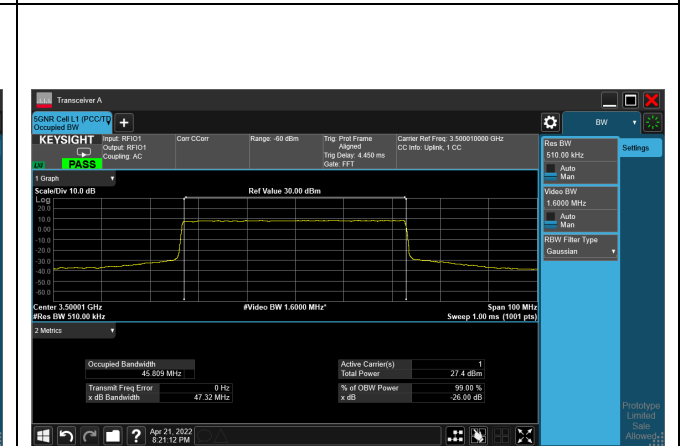 Transceiver A
5GNR Cell L1 (PCC/TD
Occupied BW
BW
KEYSIGHT
Input: RFIO1
Output: RFIO1
Coupling: AC
Corr CCorr
Range: -60 dBm
Trig: Prot Frame
Aligned
Trig Delay: 4.450 ms
Gate: FFT
Carrier Ref Freq: 3.500010000 GHz
CC Info: Uplink, 1 CC
LXI
PASS
Res BW
510.00 kHz
Auto
Man
Settings
Video BW
1.6000 MHz
Auto
Man
RBW Filter Type
Gaussian
1 Graph
Scale/Div 10.0 dB
Ref Value 30.00 dBm
Log
20.0
10.0
0.00
-10.0
-20.0
-30.0
-40.0
-50.0
-60.0
Center 3.50001 GHz
#Video BW 1.6000 MHz*
Span 100 MHz
#Res BW 510.00 kHz
Sweep 1.00 ms (1001 pts)
2 Metrics
Occupied Bandwidth
45.809 MHz
Active Carrier(s) 1
Total Power 27.4 dBm
Transmit Freq Error 0 Hz
x dB Bandwidth 47.32 MHz
% of OBW Power 99.00 %
x dB -26.00 dB
Prototype
Limited
Sale
Allowed
Apr 21, 2022
8:21:12 PM